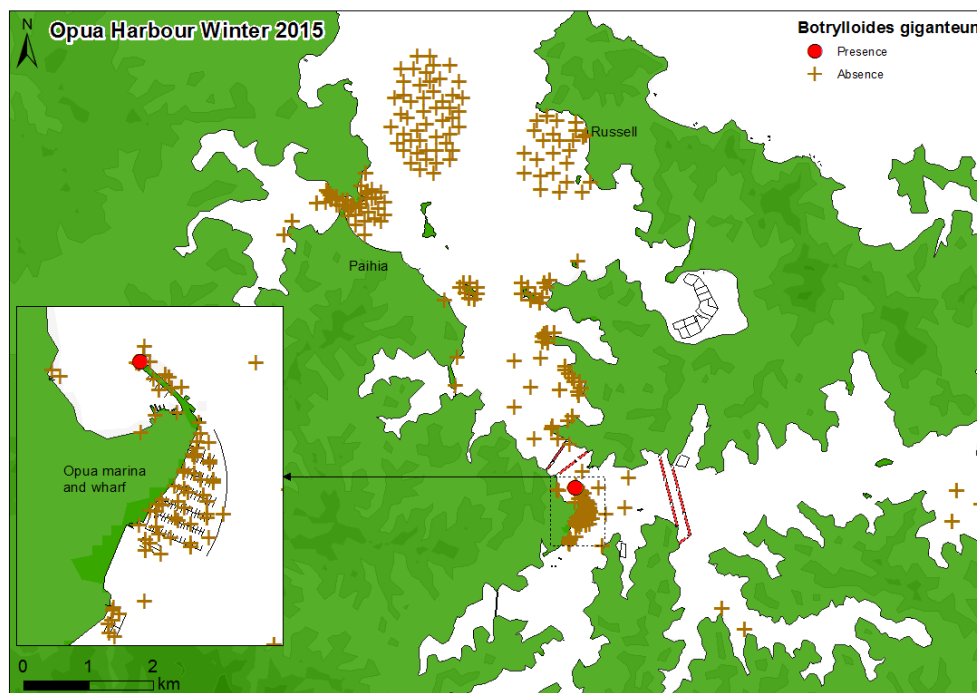 Opua Harbour Winter 2015
N
Botrylloides giganteum
Presence
Absence
Russell
Paihia
Opua marina
and wharf
0 1 2
km